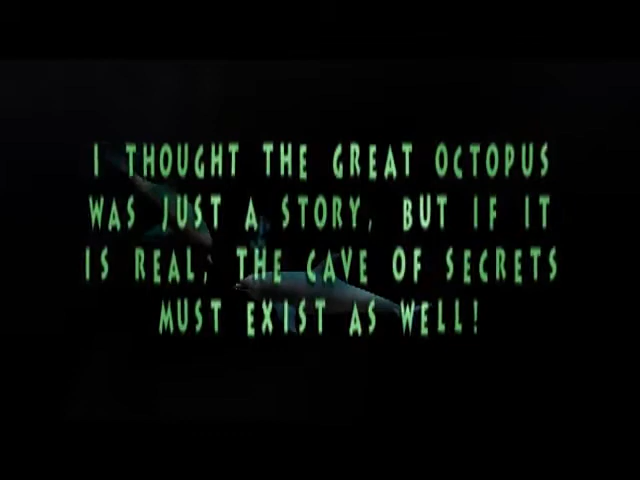 I THOUGHT THE GREAT OCTOPUS
WAS JUST A STORY, BUT IF IT
IS REAL, THE CAVE OF SECRETS
MUST EXIST AS WELL!